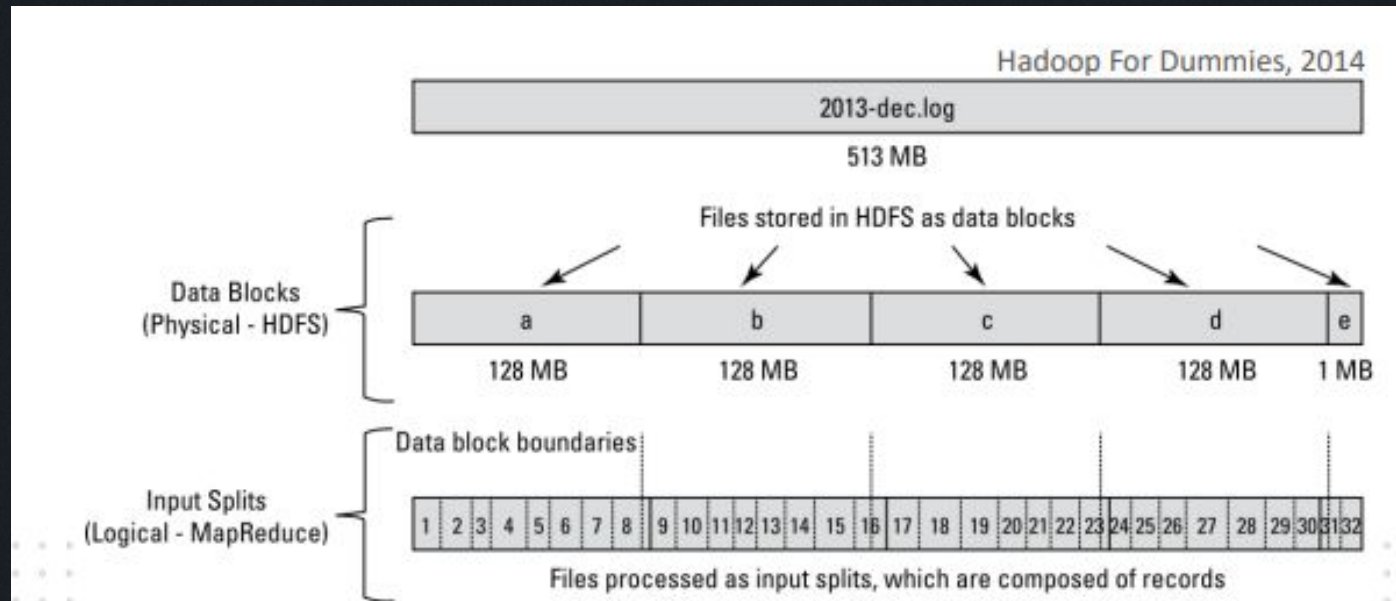 Hadoop For Dummies, 2014
2013-dec.log
513 MB
Files stored in HDFS as data blocks
Data Blocks
(Physical - HDFS)
a b c d e
128 MB 128 MB 128 MB 128 MB 1 MB
Data block boundaries
Input Splits
(Logical - MapReduce)
1 2 3 4 5 6 7 8 9 10 11 12 13 14 15 16 17 18 19 20 21 22 23 24 25 26 27 28 29 30 31 32
Files processed as input splits, which are composed of records